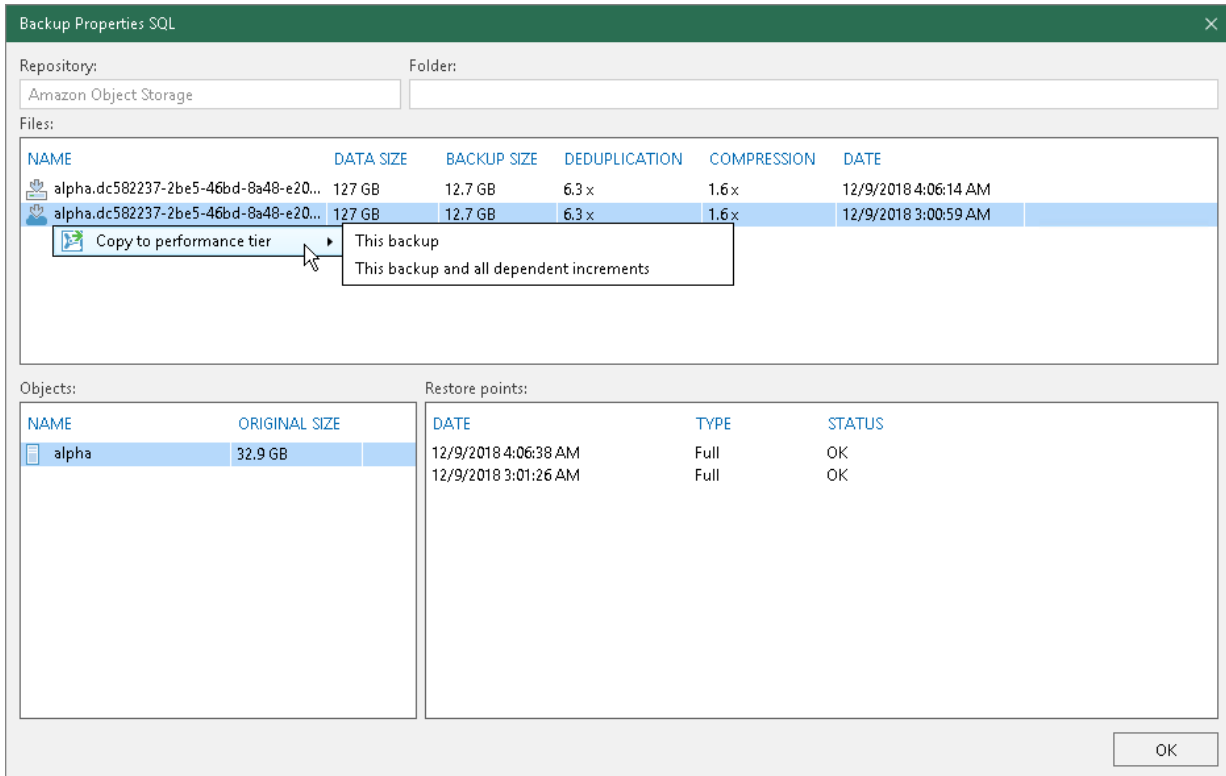 Backup Properties SQL
Repository: Folder:
Amazon Object Storage
Files:
NAME DATA SIZE BACKUP SIZE DEDUPLICATION COMPRESSION DATE
alpha.dc582237-2be5-46bd-8a48-e20... 127 GB 12.7 GB 6.3 x 1.6 x 12/9/2018 4:06:14 AM
alpha.dc582237-2be5-46bd-8a48-e20... 127 GB 12.7 GB 6.3 x 1.6 x 12/9/2018 3:00:59 AM
Copy to performance tier This backup
This backup and all dependent increments
Objects: Restore points:
NAME ORIGINAL SIZE DATE TYPE STATUS
alpha 32.9 GB 12/9/2018 4:06:38 AM Full OK
12/9/2018 3:01:26 AM Full OK
OK